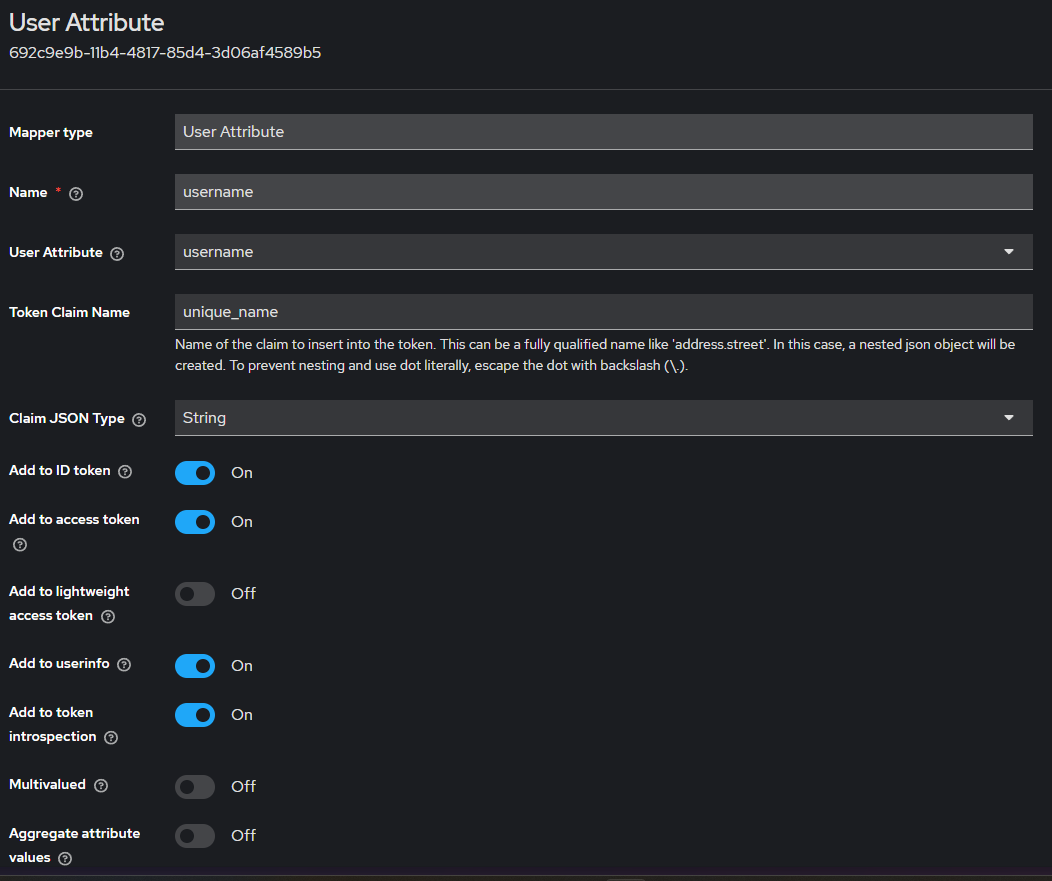 User Attribute
692c9e9b-11b4-4817-85d4-3d06af4589b5
Mapper type
User Attribute
Name *
username
User Attribute
username
Token Claim Name
unique_name
Name of the claim to insert into the token. This can be a fully qualified name like 'address.street'. In this case, a nested json object will be
created. To prevent nesting and use dot literally, escape the dot with backslash (\.).
Claim JSON Type
String
Add to ID token
On
Add to access token
On
Add to lightweight
access token
Off
Add to userinfo
On
Add to token
introspection
On
Multivalued
Off
Aggregate attribute
values
Off